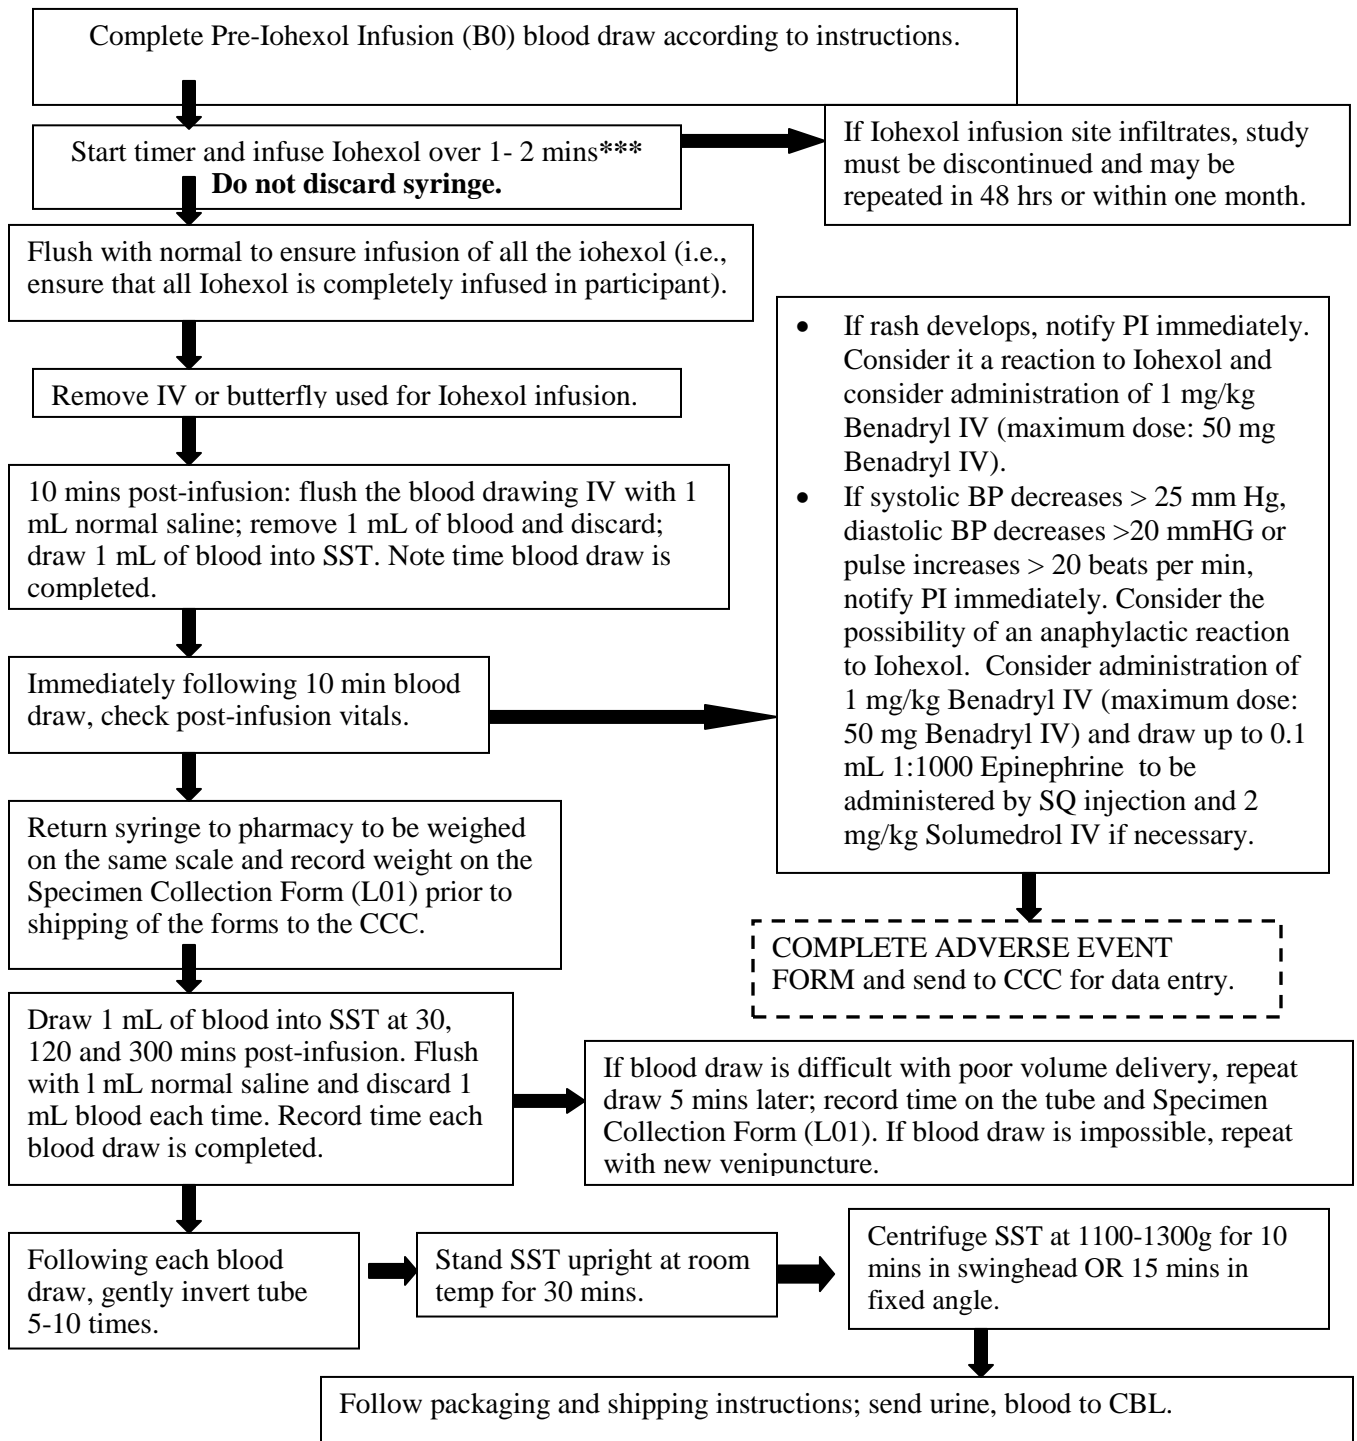 Complete Pre-Iohexol Infusion (B0) blood draw according to instructions.
Start timer and infuse Iohexol over 1- 2 mins***
Do not discard syringe.
If Iohexol infusion site infiltrates, study
must be discontinued and may be
repeated in 48 hrs or within one month.
Flush with normal to ensure infusion of all the iohexol (i.e.,
ensure that all Iohexol is completely infused in participant).
Remove IV or butterfly used for Iohexol infusion.
10 mins post-infusion: flush the blood drawing IV with 1
mL normal saline; remove 1 mL of blood and discard;
draw 1 mL of blood into SST. Note time blood draw is
completed.
Immediately following 10 min blood
draw, check post-infusion vitals.
• If rash develops, notify PI immediately.
Consider it a reaction to Iohexol and
consider administration of 1 mg/kg
Benadryl IV (maximum dose: 50 mg
Benadryl IV).
• If systolic BP decreases > 25 mm Hg,
diastolic BP decreases >20 mmHG or
pulse increases > 20 beats per min,
notify PI immediately. Consider the
possibility of an anaphylactic reaction
to Iohexol.  Consider administration of
1 mg/kg Benadryl IV (maximum dose:
50 mg Benadryl IV) and draw up to 0.1
mL 1:1000 Epinephrine  to be
administered by SQ injection and 2
mg/kg Solumedrol IV if necessary.
COMPLETE ADVERSE EVENT
FORM and send to CCC for data entry.
Return syringe to pharmacy to be weighed
on the same scale and record weight on the
Specimen Collection Form (L01) prior to
shipping of the forms to the CCC.
Draw 1 mL of blood into SST at 30,
120 and 300 mins post-infusion. Flush
with l mL normal saline and discard 1
mL blood each time. Record time each
blood draw is completed.
If blood draw is difficult with poor volume delivery, repeat
draw 5 mins later; record time on the tube and Specimen
Collection Form (L01). If blood draw is impossible, repeat
with new venipuncture.
Following each blood
draw, gently invert tube
5-10 times.
Stand SST upright at room
temp for 30 mins.
Centrifuge SST at 1100-1300g for 10
mins in swinghead OR 15 mins in
fixed angle.
Follow packaging and shipping instructions; send urine, blood to CBL.